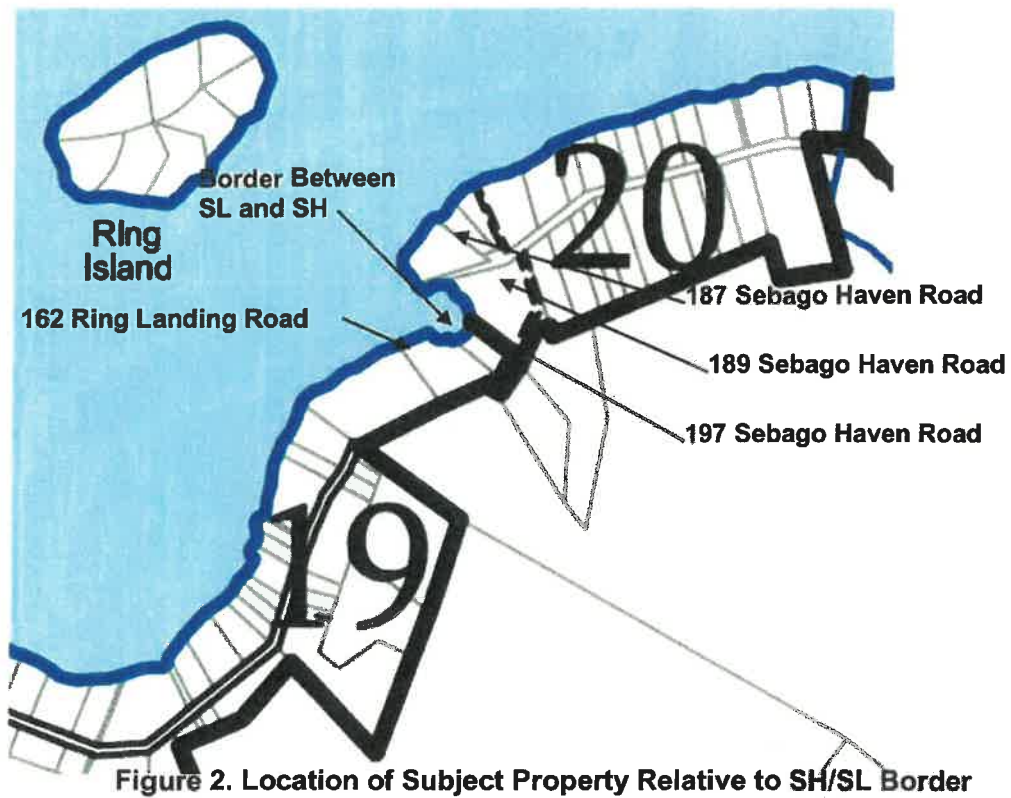 Border Between
SL and SH
Ring
Island
20
187 Sebago Haven Road
162 Ring Landing Road
189 Sebago Haven Road
197 Sebago Haven Road
19
Figure 2. Location of Subject Property Relative to SH/SL Border